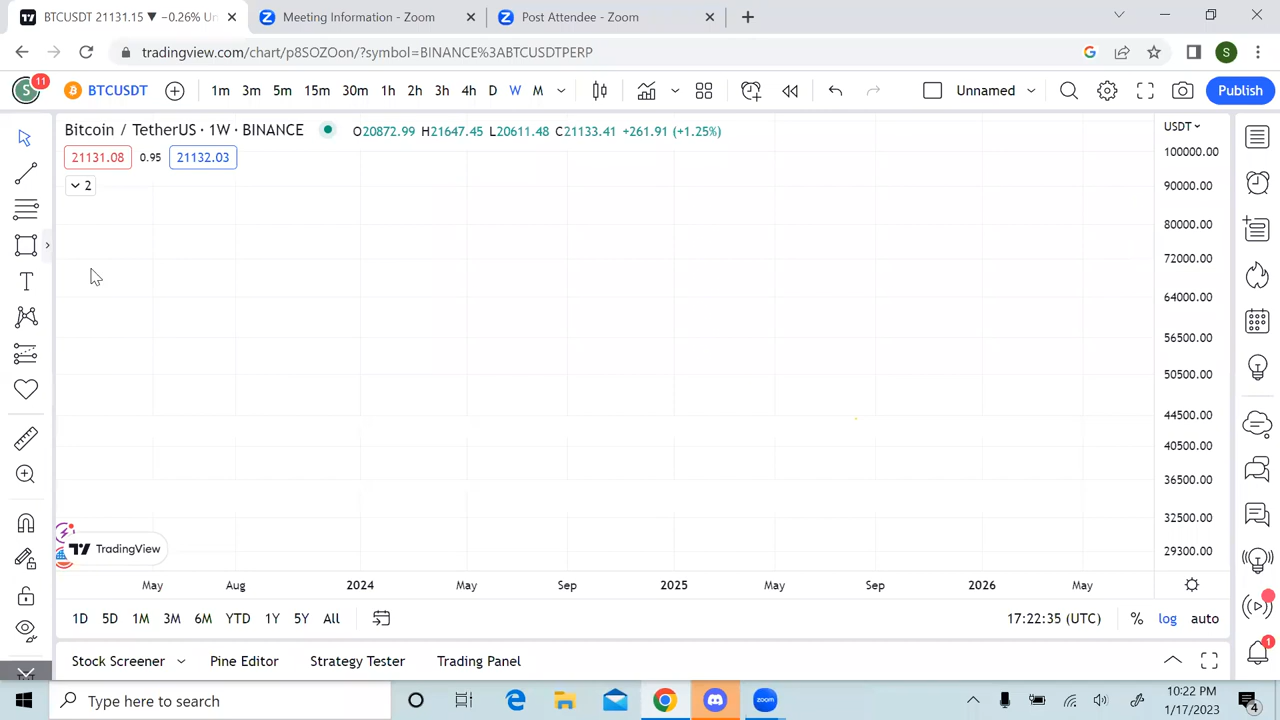 BTCUSDT 21131.15 ▼ −0.26% Un
Meeting Information - Zoom
Post Attendee - Zoom
tradingview.com/chart/p8SOZOon/?symbol=BINANCE%3ABTCUSDTPERP
S
S 11 BTCUSDT 1m 3m 5m 15m 30m 1h 2h 3h 4h D W M Unnamed Publish
Bitcoin / TetherUS · 1W · BINANCE O20872.99 H21647.45 L20611.48 C21133.41 +261.91 (+1.25%)
USDT
21131.08 0.95 21132.03
2
100000.00
90000.00
80000.00
72000.00
64000.00
56500.00
50500.00
44500.00
40500.00
36500.00
32500.00
29300.00
TradingView
May Aug 2024 May Sep 2025 May Sep 2026 May
1D 5D 1M 3M 6M YTD 1Y 5Y All 17:22:35 (UTC) % log auto
1
Stock Screener Pine Editor Strategy Tester Trading Panel
Type here to search
zoom
10:22 PM
1/17/2023
4